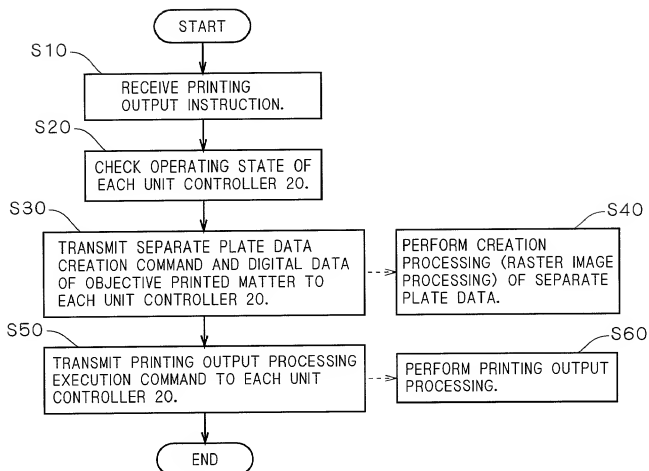 START
S10
RECEIVE PRINTING
OUTPUT INSTRUCTION.
S20
CHECK OPERATING STATE OF
EACH UNIT CONTROLLER 20.
S30
TRANSMIT SEPARATE PLATE DATA
CREATION COMMAND AND DIGITAL DATA
OF OBJECTIVE PRINTED MATTER TO
EACH UNIT CONTROLLER 20.
S40
PERFORM CREATION
PROCESSING (RASTER IMAGE
PROCESSING) OF SEPARATE
PLATE DATA.
S50
TRANSMIT PRINTING OUTPUT PROCESSING
EXECUTION COMMAND TO EACH UNIT
CONTROLLER 20.
S60
PERFORM PRINTING OUTPUT
PROCESSING.
END